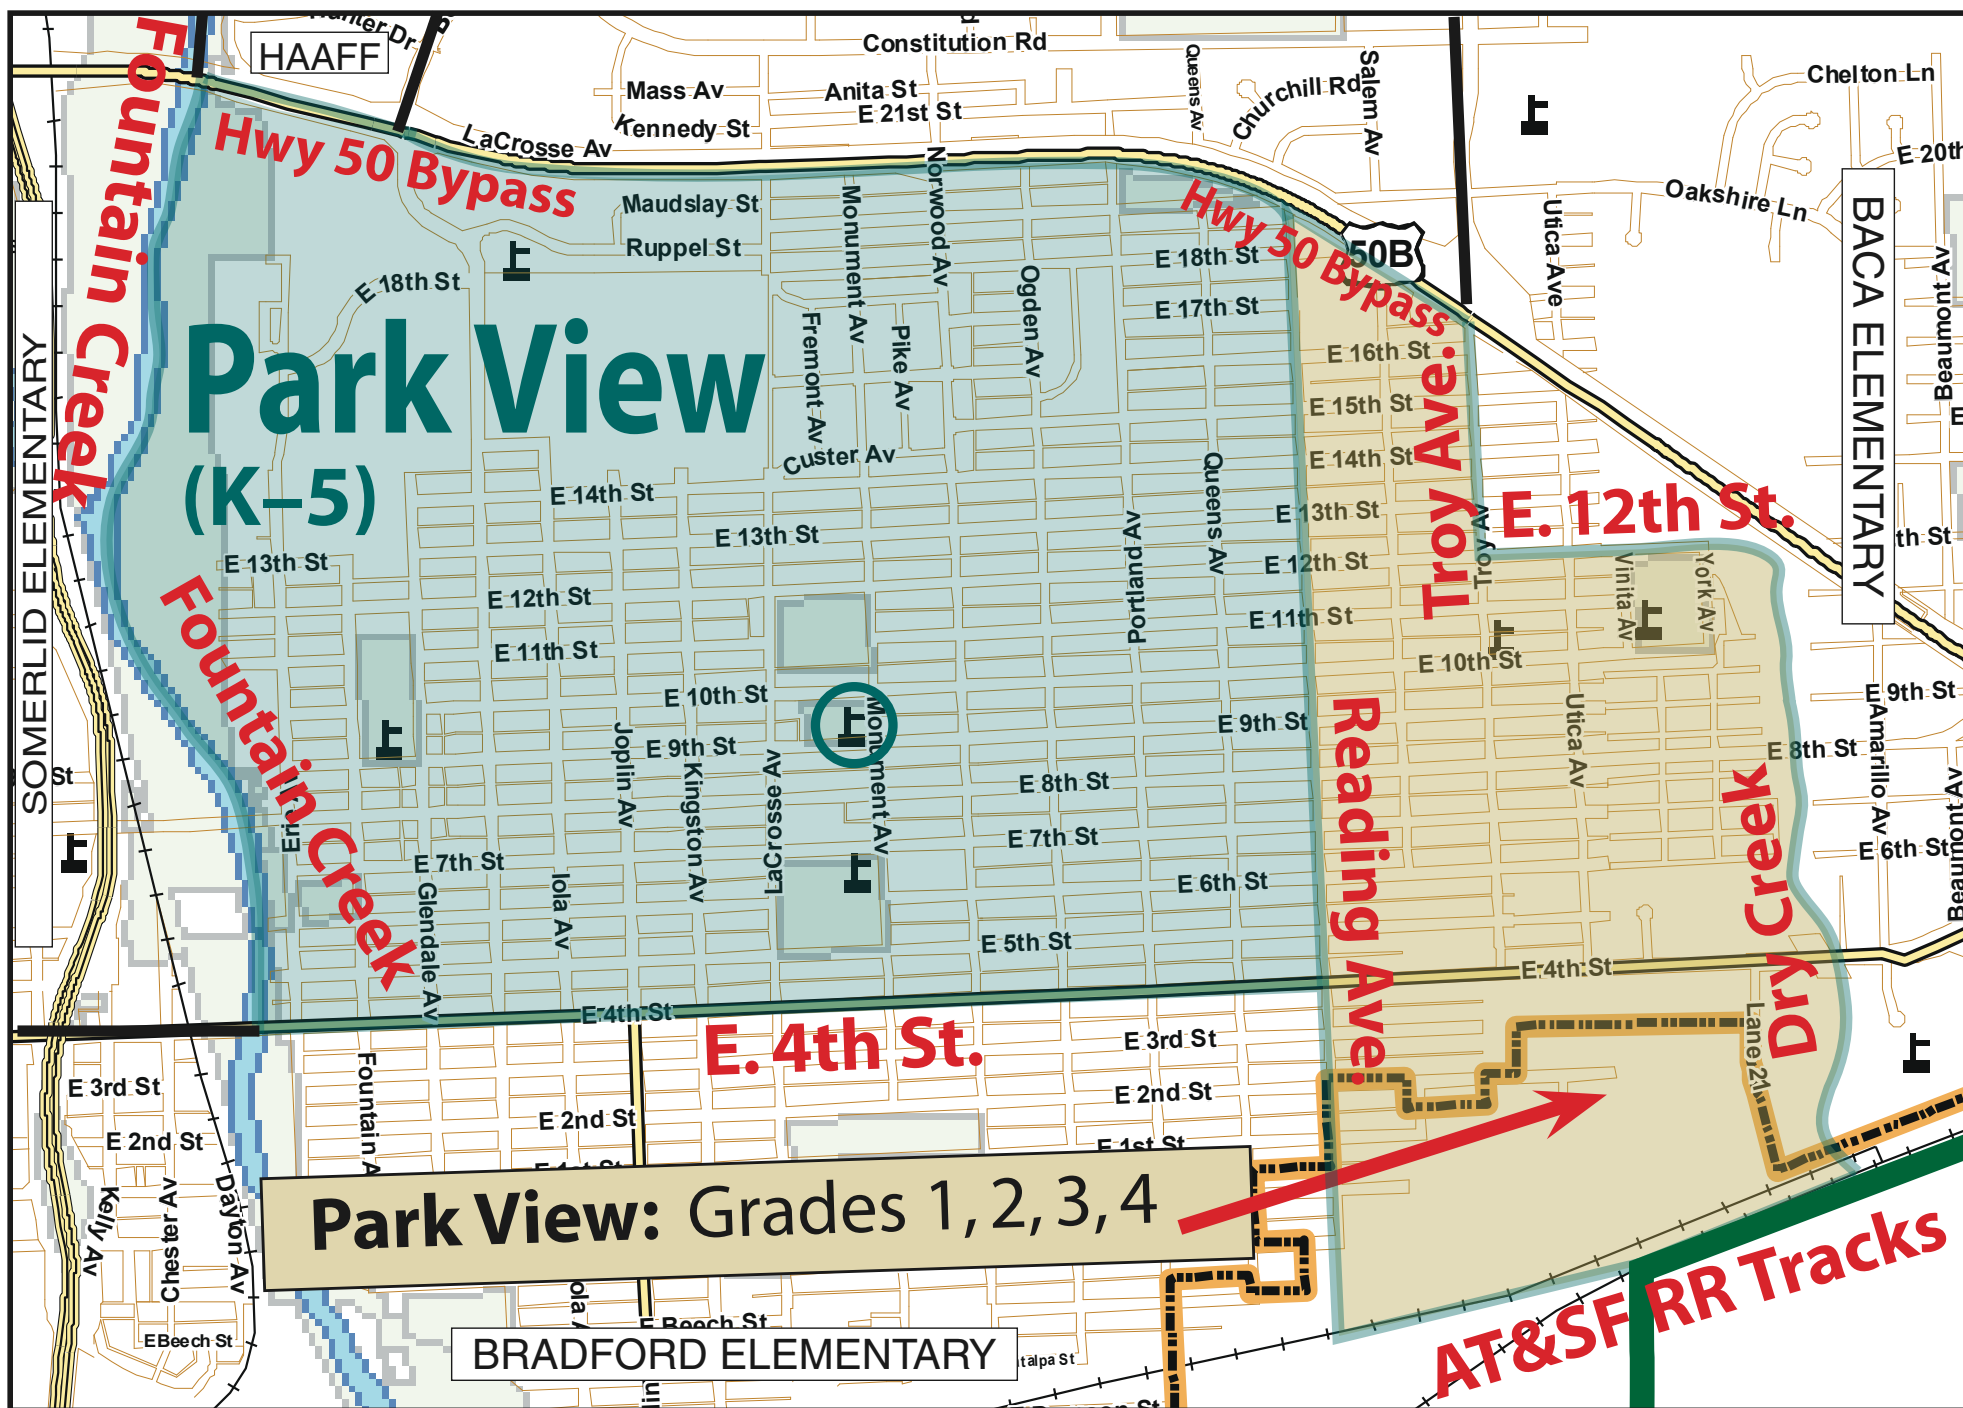 Hunter Dr
HAAFF
Constitution Rd
Mass Av
Anita St
E 21st St
Kennedy St
LaCrosse Av
Queens Av
Churchill Rd
Salem Av
Chelton Ln
E 20th
Oakshire Ln
Fountain Creek
Hwy 50 Bypass
Maudslay St
Ruppel St
Monument Av
Norwood Av
Hwy 50 Bypass
50B
Utica Ave
BACA ELEMENTARY
Beaumont Av
E 18th St
E 18th St
E 17th St
Ogden Av
Fremont Av
Pike Av
Park View
(K–5)
SOMERLID ELEMENTARY
E 16th St
E 15th St
E 14th St
Troy Ave.
Custer Av
E 14th St
E 13th St
E 13th St
E 13th St
Queens Av
Portland Av
Troy Av
E. 12th St.
th St
E 12th St
E 12th St
E 11th St
E 11th St
Vinita Av
York Av
E 10th St
E 10th St
Fountain Creek
E 9th St
E 9th St
E 9th St
Joplin Av
Kingston Av
LaCrosse Av
Monument Av
Utica Av
Reading Ave.
Dry Creek
E 8th St
E 8th St
Amarillo Av
Beaumont Av
St
E 7th St
E 7th St
E 6th St
E 6th St
Glendale Av
Iola Av
E 5th St
E 4th St
E 4th St
E. 4th St.
Lane 21
E 3rd St
E 3rd St
E 2nd St
E 2nd St
E 2nd St
E 1st St
E 1st St
Fountain A
Kelly Av
Chester Av
Dayton Av
Park View: Grades 1, 2, 3, 4
E Beech St
E Beech St
BRADFORD ELEMENTARY
talpa St
AT&SF RR Tracks